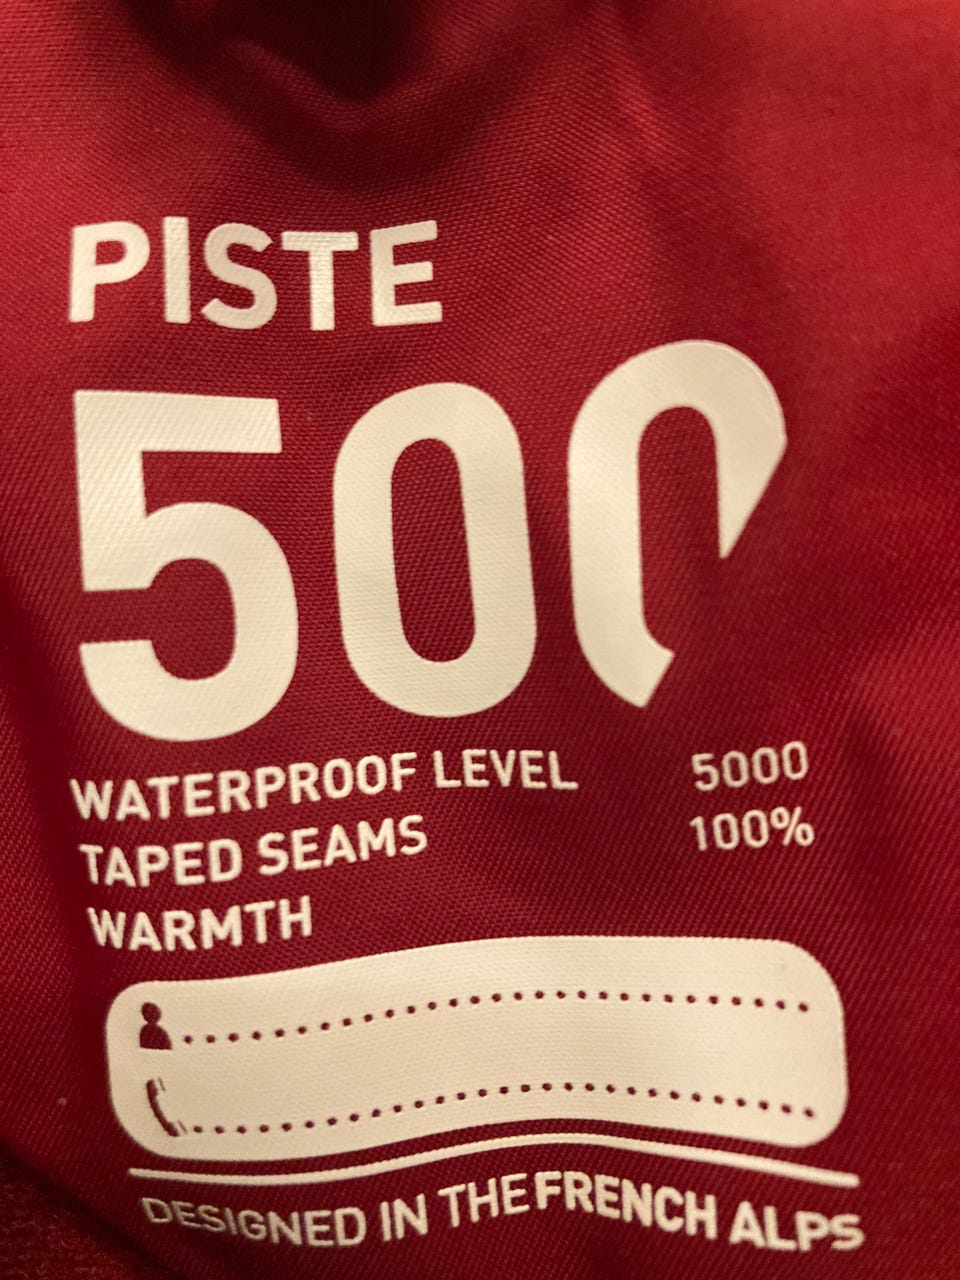 PISTE
500
WATERPROOF LEVEL 5000
TAPED SEAMS 100%
WARMTH
DESIGNED IN THE FRENCH ALPS